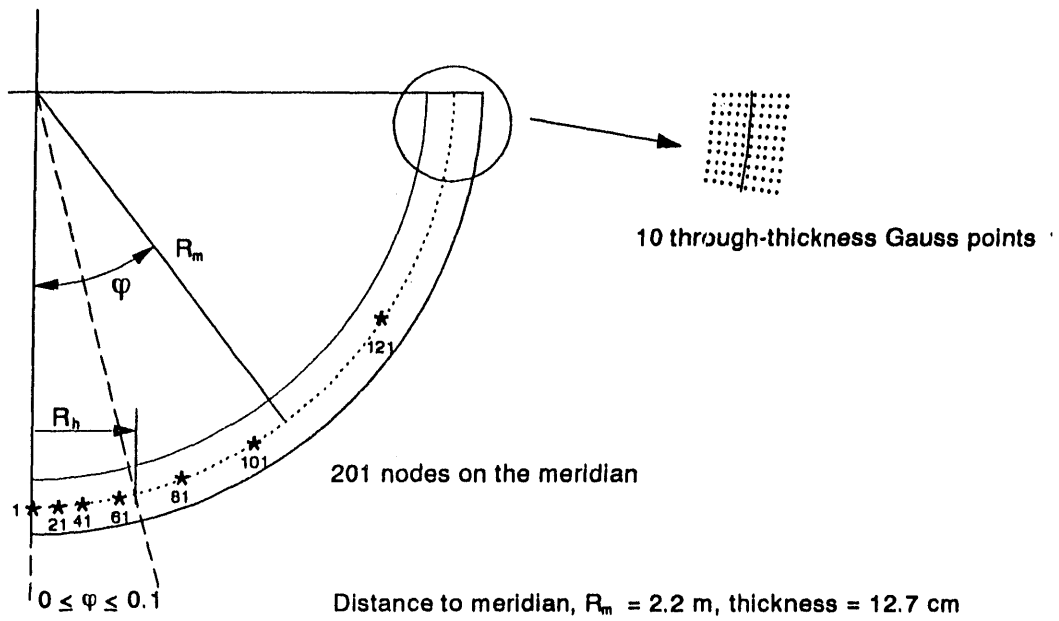 10 through-thickness Gauss points
R_m
φ
121
R_h
101
201 nodes on the meridian
81
1
21
41
61
0 ≤ φ ≤ 0.1
Distance to meridian, R_m = 2.2 m, thickness = 12.7 cm